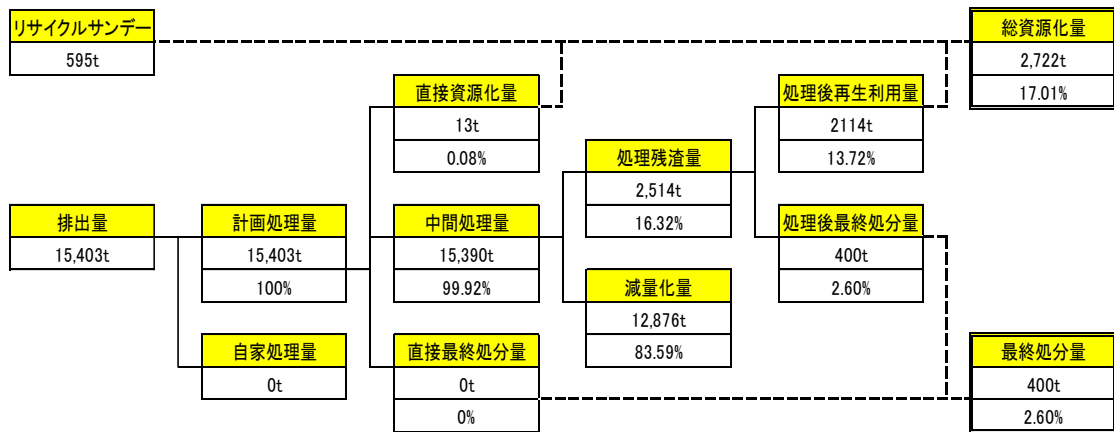 リサイクルサンデー
595t
総資源化量
2,722t
17.01%
直接資源化量
13t
0.08%
処理後再生利用量
2114t
13.72%
処理残渣量
2,514t
16.32%
排出量
15,403t
計画処理量
15,403t
100%
中間処理量
15,390t
99.92%
処理後最終処分量
400t
2.60%
減量化量
12,876t
83.59%
自家処理量
0t
直接最終処分量
0t
0%
最終処分量
400t
2.60%